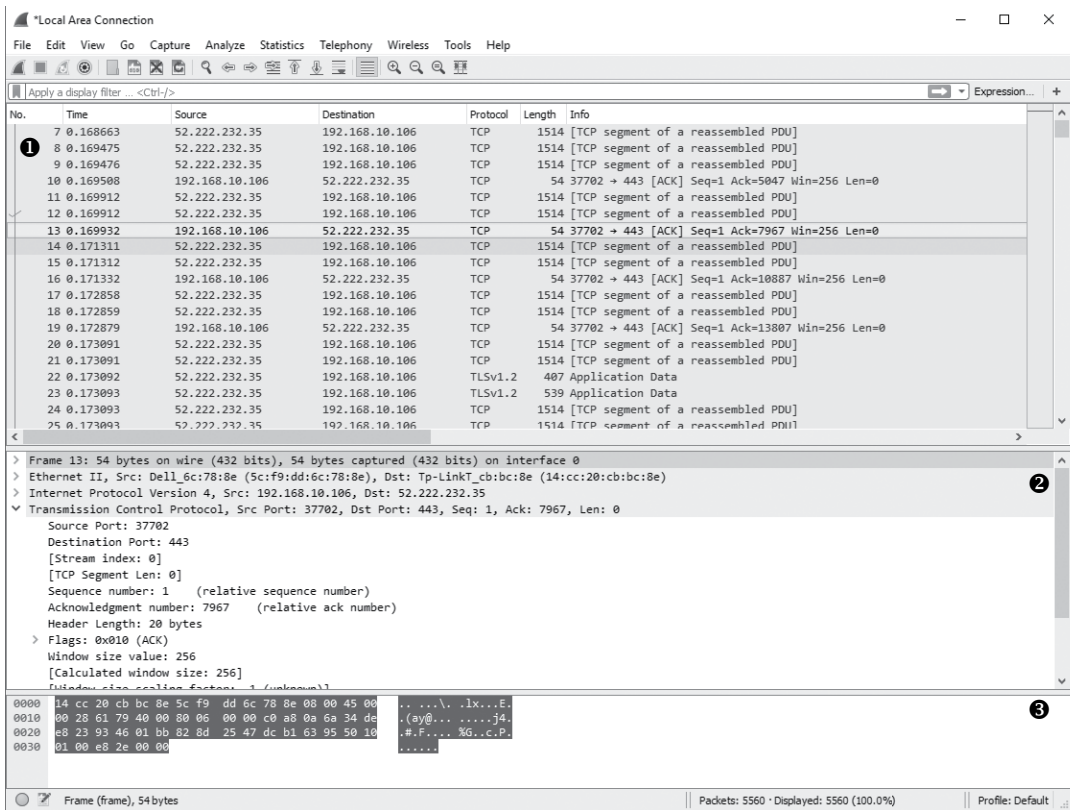 *Local Area Connection
File Edit View Go Capture Analyze Statistics Telephony Wireless Tools Help
Apply a display filter ... <Ctrl-/> Expression... +
No. Time Source Destination Protocol Length Info
7 0.168663 52.222.232.35 192.168.10.106 TCP 1514 [TCP segment of a reassembled PDU]
❶ 8 0.169475 52.222.232.35 192.168.10.106 TCP 1514 [TCP segment of a reassembled PDU]
9 0.169476 52.222.232.35 192.168.10.106 TCP 1514 [TCP segment of a reassembled PDU]
10 0.169508 192.168.10.106 52.222.232.35 TCP 54 37702 → 443 [ACK] Seq=1 Ack=5047 Win=256 Len=0
11 0.169912 52.222.232.35 192.168.10.106 TCP 1514 [TCP segment of a reassembled PDU]
12 0.169912 52.222.232.35 192.168.10.106 TCP 1514 [TCP segment of a reassembled PDU]
13 0.169932 192.168.10.106 52.222.232.35 TCP 54 37702 → 443 [ACK] Seq=1 Ack=7967 Win=256 Len=0
14 0.171311 52.222.232.35 192.168.10.106 TCP 1514 [TCP segment of a reassembled PDU]
15 0.171312 52.222.232.35 192.168.10.106 TCP 1514 [TCP segment of a reassembled PDU]
16 0.171332 192.168.10.106 52.222.232.35 TCP 54 37702 → 443 [ACK] Seq=1 Ack=10887 Win=256 Len=0
17 0.172858 52.222.232.35 192.168.10.106 TCP 1514 [TCP segment of a reassembled PDU]
18 0.172859 52.222.232.35 192.168.10.106 TCP 1514 [TCP segment of a reassembled PDU]
19 0.172879 192.168.10.106 52.222.232.35 TCP 54 37702 → 443 [ACK] Seq=1 Ack=13807 Win=256 Len=0
20 0.173091 52.222.232.35 192.168.10.106 TCP 1514 [TCP segment of a reassembled PDU]
21 0.173091 52.222.232.35 192.168.10.106 TCP 1514 [TCP segment of a reassembled PDU]
22 0.173092 52.222.232.35 192.168.10.106 TLSv1.2 407 Application Data
23 0.173093 52.222.232.35 192.168.10.106 TLSv1.2 539 Application Data
24 0.173093 52.222.232.35 192.168.10.106 TCP 1514 [TCP segment of a reassembled PDU]
25 0.173093 52.222.232.35 192.168.10.106 TCP 1514 [TCP segment of a reassembled PDU]
Frame 13: 54 bytes on wire (432 bits), 54 bytes captured (432 bits) on interface 0
Ethernet II, Src: Dell_6c:78:8e (5c:f9:dd:6c:78:8e), Dst: Tp-LinkT_cb:bc:8e (14:cc:20:cb:bc:8e) ❷
Internet Protocol Version 4, Src: 192.168.10.106, Dst: 52.222.232.35
Transmission Control Protocol, Src Port: 37702, Dst Port: 443, Seq: 1, Ack: 7967, Len: 0
Source Port: 37702
Destination Port: 443
[Stream index: 0]
[TCP Segment Len: 0]
Sequence number: 1 (relative sequence number)
Acknowledgment number: 7967 (relative ack number)
Header Length: 20 bytes
Flags: 0x010 (ACK)
Window size value: 256
[Calculated window size: 256]
[Window size scaling factor: -1 (unknown)]
0000 14 cc 20 cb bc 8e 5c f9 dd 6c 78 8e 08 00 45 00 .. ...\. .lx...E. ❸
0010 00 28 61 79 40 00 80 06 00 00 c0 a8 0a 6a 34 de .(ay@... .....j4.
0020 e8 23 93 46 01 bb 82 8d 25 47 dc b1 63 95 50 10 .#.F.... %G..c.P.
0030 01 00 e8 2e 00 00 ......
Frame (frame), 54 bytes Packets: 5560 · Displayed: 5560 (100.0%) Profile: Default